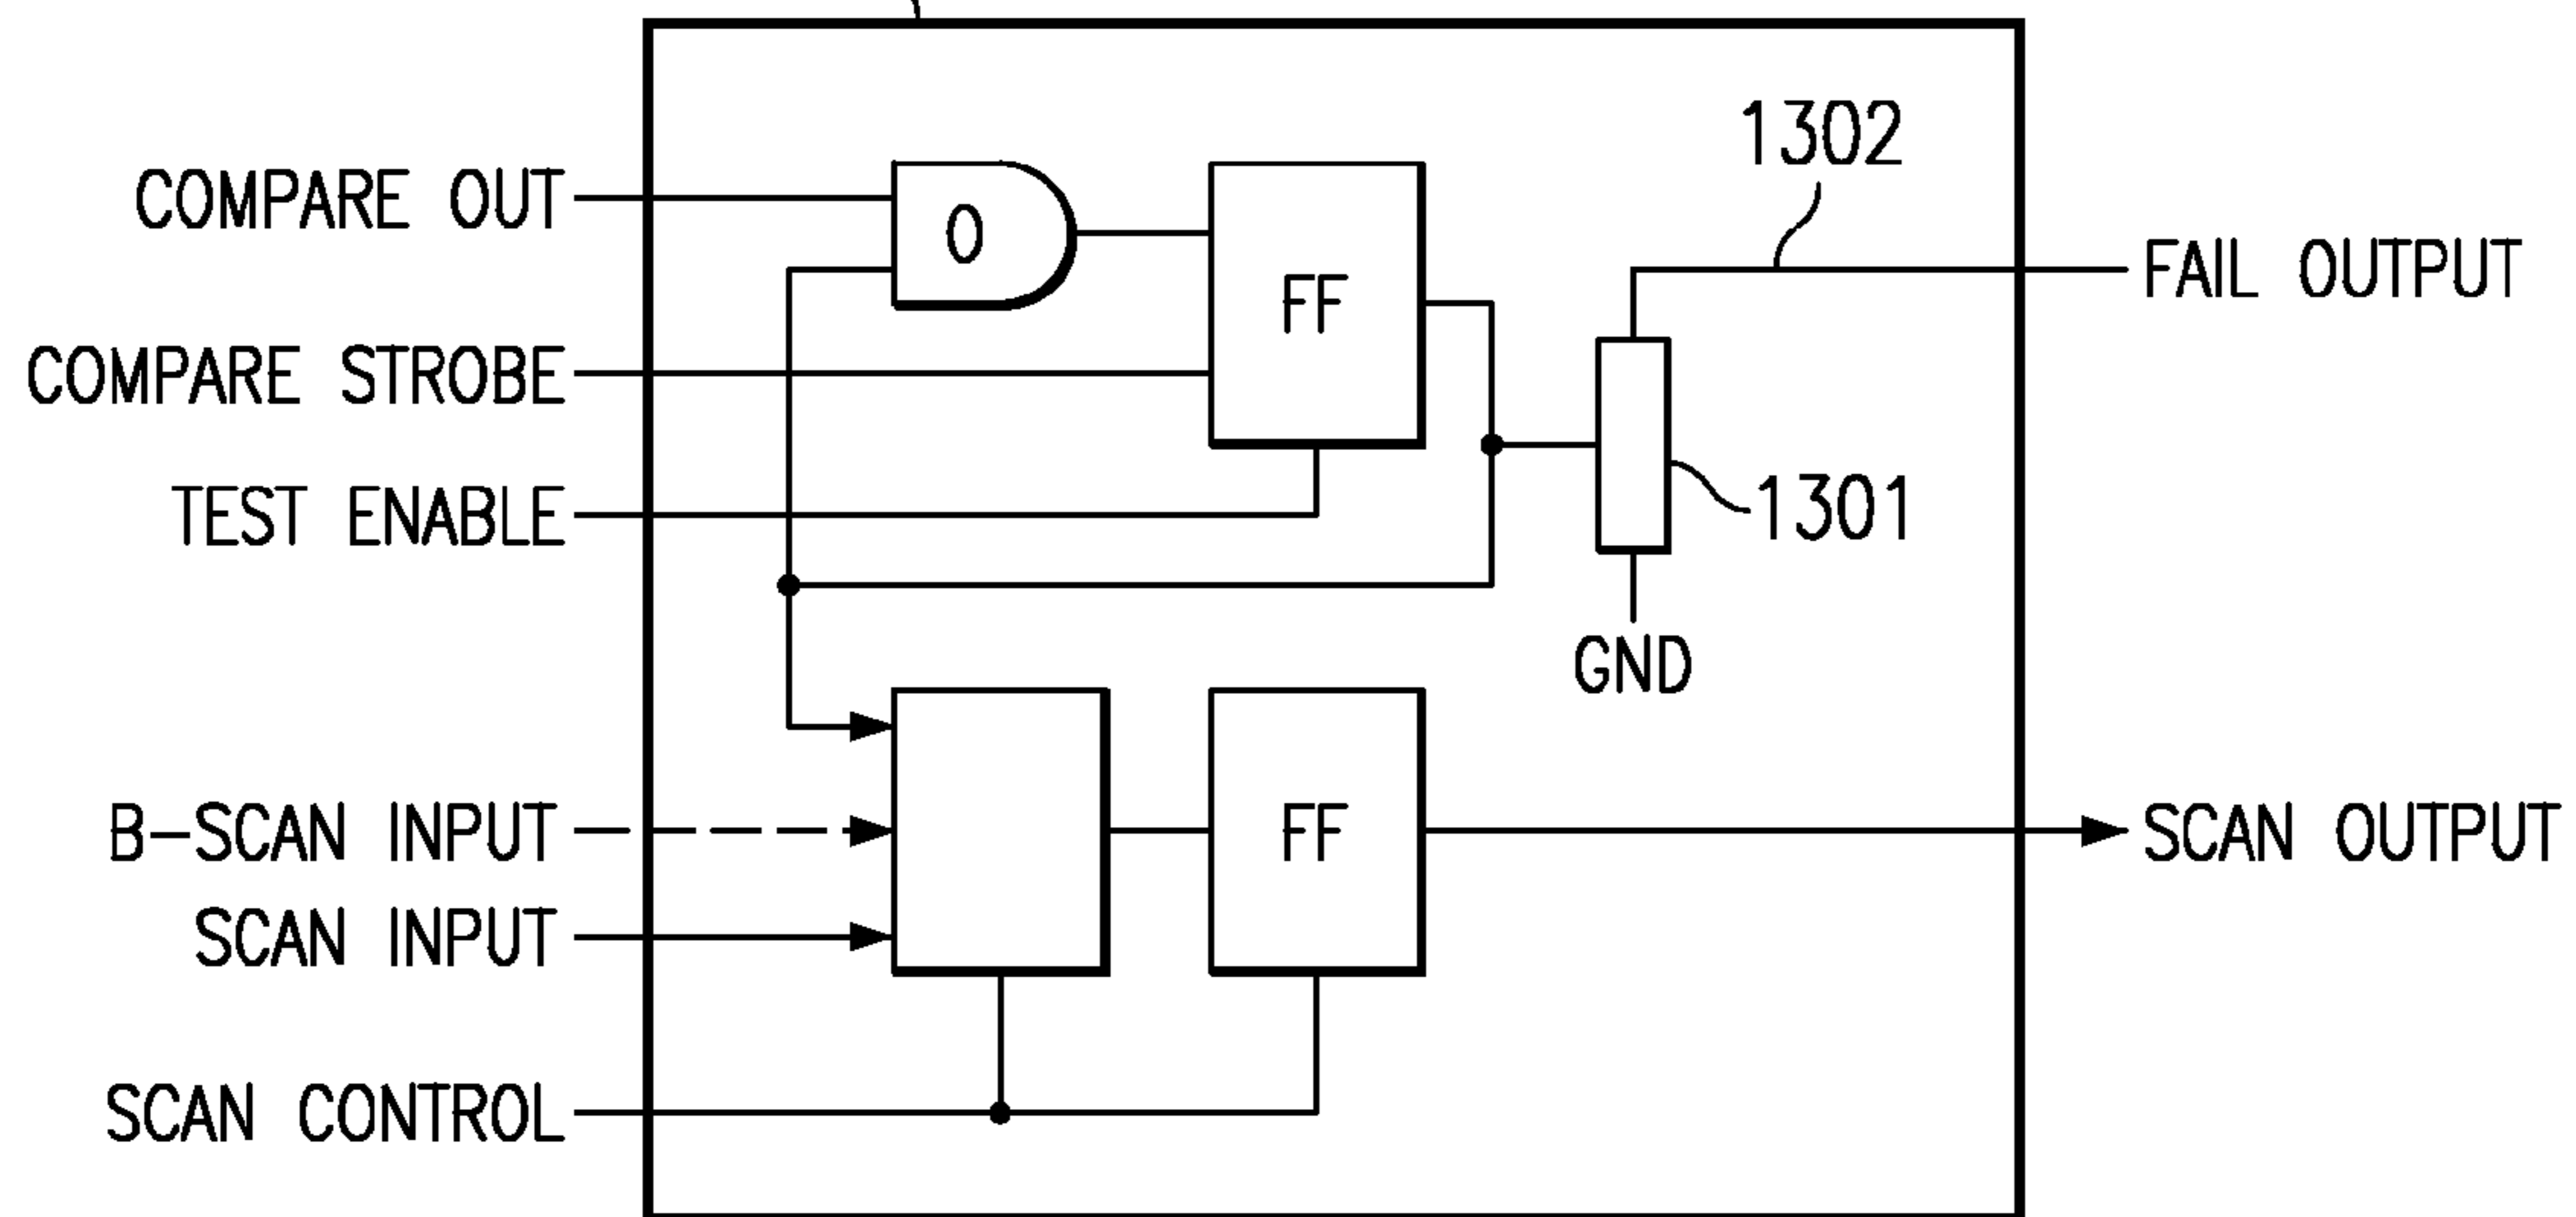 1302
COMPARE OUT
0
FAIL OUTPUT
FF
COMPARE STROBE
1301
TEST ENABLE
GND
B-SCAN INPUT
FF
SCAN OUTPUT
SCAN INPUT
SCAN CONTROL